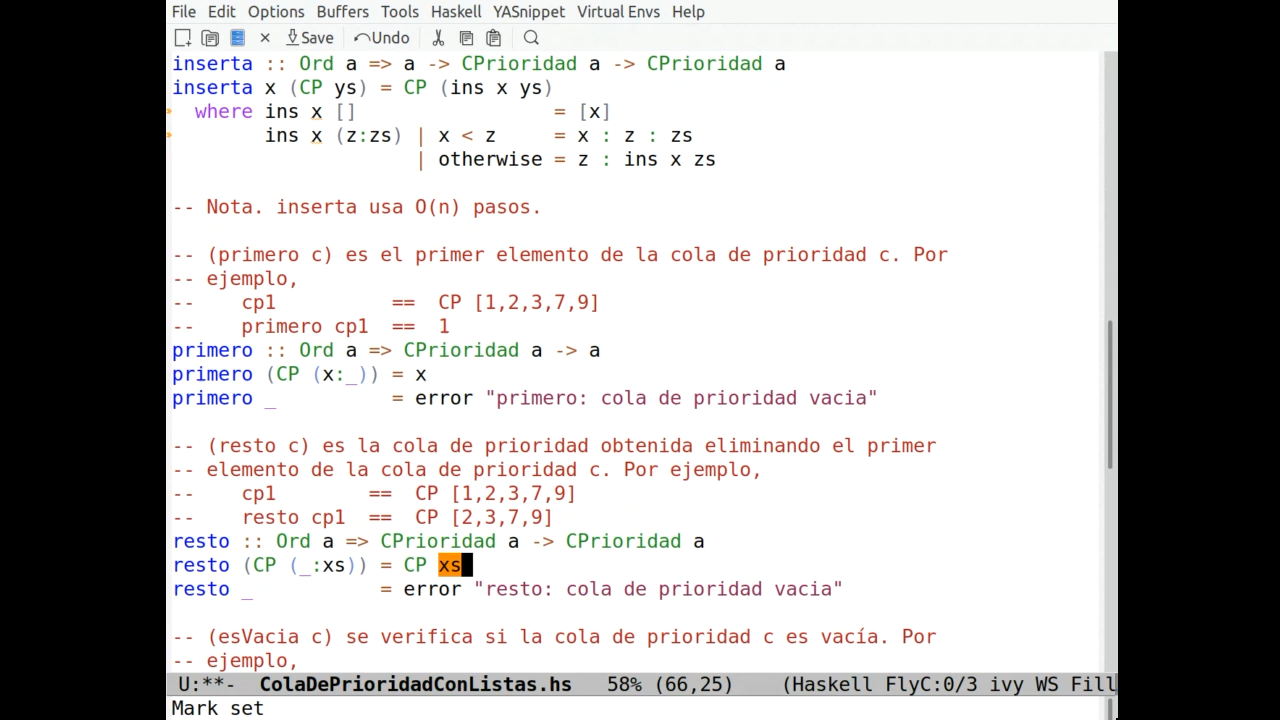 File Edit Options Buffers Tools Haskell YASnippet Virtual Envs Help
Save Undo
inserta :: Ord a => a -> CPrioridad a -> CPrioridad a
inserta x (CP ys) = CP (ins x ys)
  where ins x []                 = [x]
        ins x (z:zs) | x < z     = x : z : zs
                     | otherwise = z : ins x zs
-- Nota. inserta usa O(n) pasos.
-- (primero c) es el primer elemento de la cola de prioridad c. Por
-- ejemplo,
--    cp1          ==  CP [1,2,3,7,9]
--    primero cp1  ==  1
primero :: Ord a => CPrioridad a -> a
primero (CP (x:_)) = x
primero _          = error "primero: cola de prioridad vacia"
-- (resto c) es la cola de prioridad obtenida eliminando el primer
-- elemento de la cola de prioridad c. Por ejemplo,
--    cp1        ==  CP [1,2,3,7,9]
--    resto cp1  ==  CP [2,3,7,9]
resto :: Ord a => CPrioridad a -> CPrioridad a
resto (CP (_:xs)) = CP xs
resto _           = error "resto: cola de prioridad vacia"
-- (esVacia c) se verifica si la cola de prioridad c es vacía. Por
-- ejemplo,
U:**-  ColaDePrioridadConListas.hs   58% (66,25)    (Haskell FlyC:0/3 ivy WS Fill
Mark set